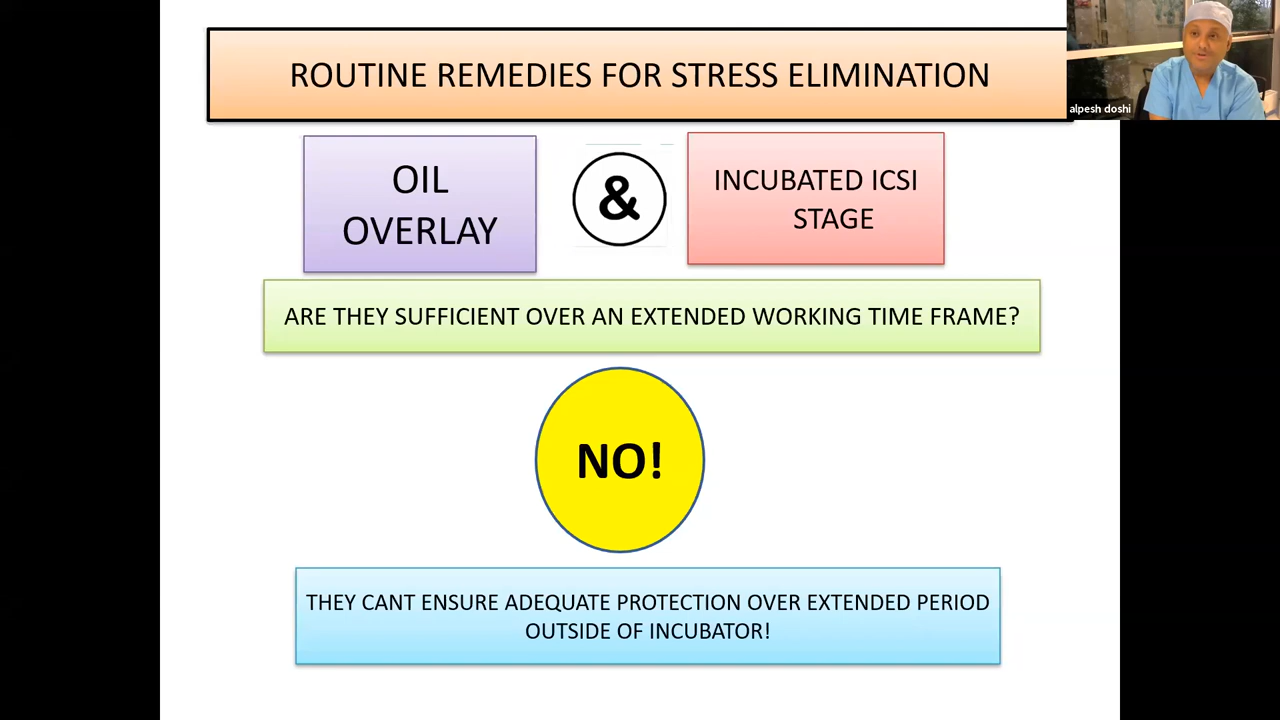 ROUTINE REMEDIES FOR STRESS ELIMINATION
alpesh doshi
OIL
OVERLAY
&
INCUBATED ICSI
STAGE
ARE THEY SUFFICIENT OVER AN EXTENDED WORKING TIME FRAME?
NO!
THEY CANT ENSURE ADEQUATE PROTECTION OVER EXTENDED PERIOD
OUTSIDE OF INCUBATOR!